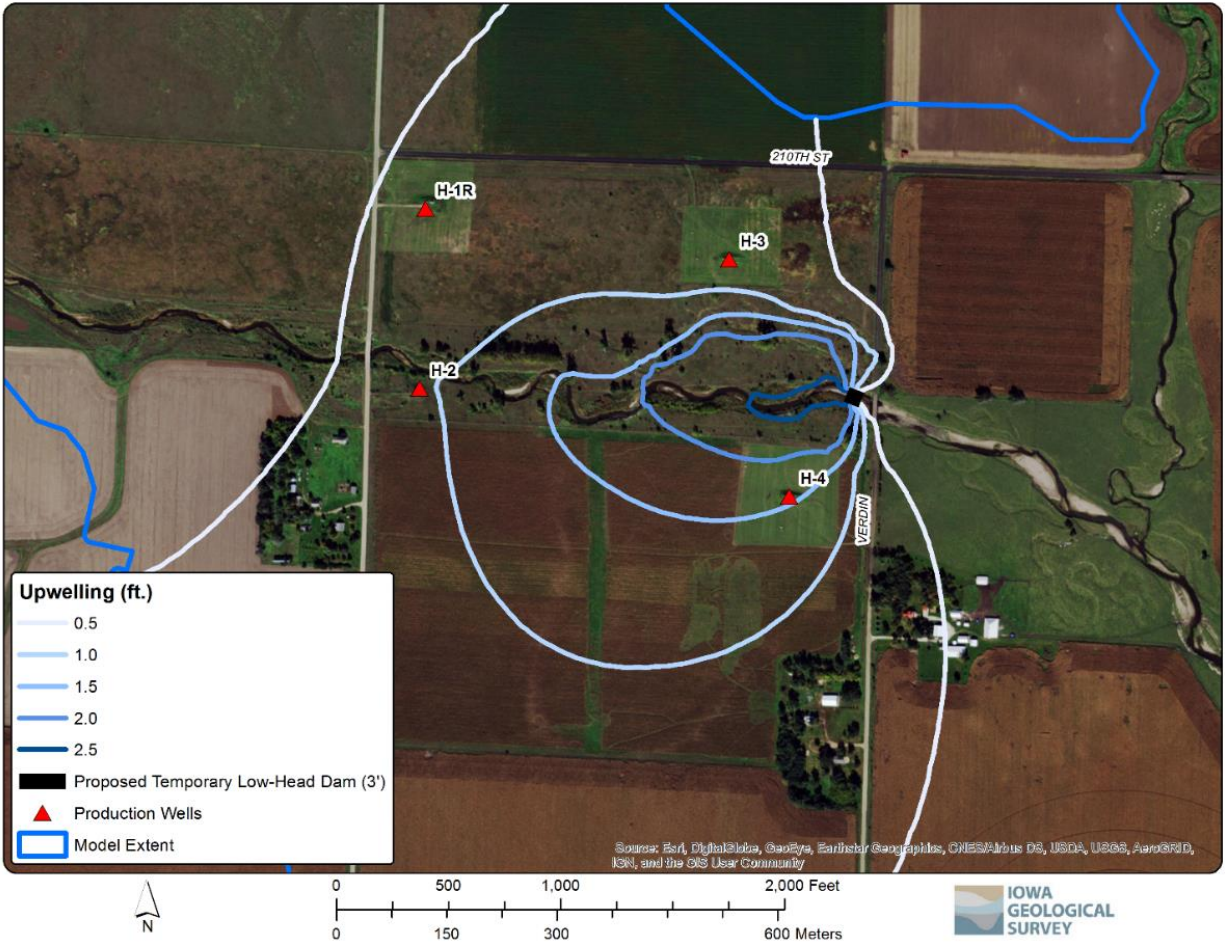 210TH ST
H-1R
H-3
H-2
H-4
VERDIN
Upwelling (ft.)
0.5
1.0
1.5
2.0
2.5
Proposed Temporary Low-Head Dam (3')
Production Wells
Model Extent
Source: Esri, DigitalGlobe, GeoEye, Earthstar Geographics, CNES/Airbus DS, USDA, USGS, AeroGRID,
IGN, and the GIS User Community
N
0 500 1,000 2,000 Feet
0 150 300 600 Meters
IOWA
GEOLOGICAL
SURVEY